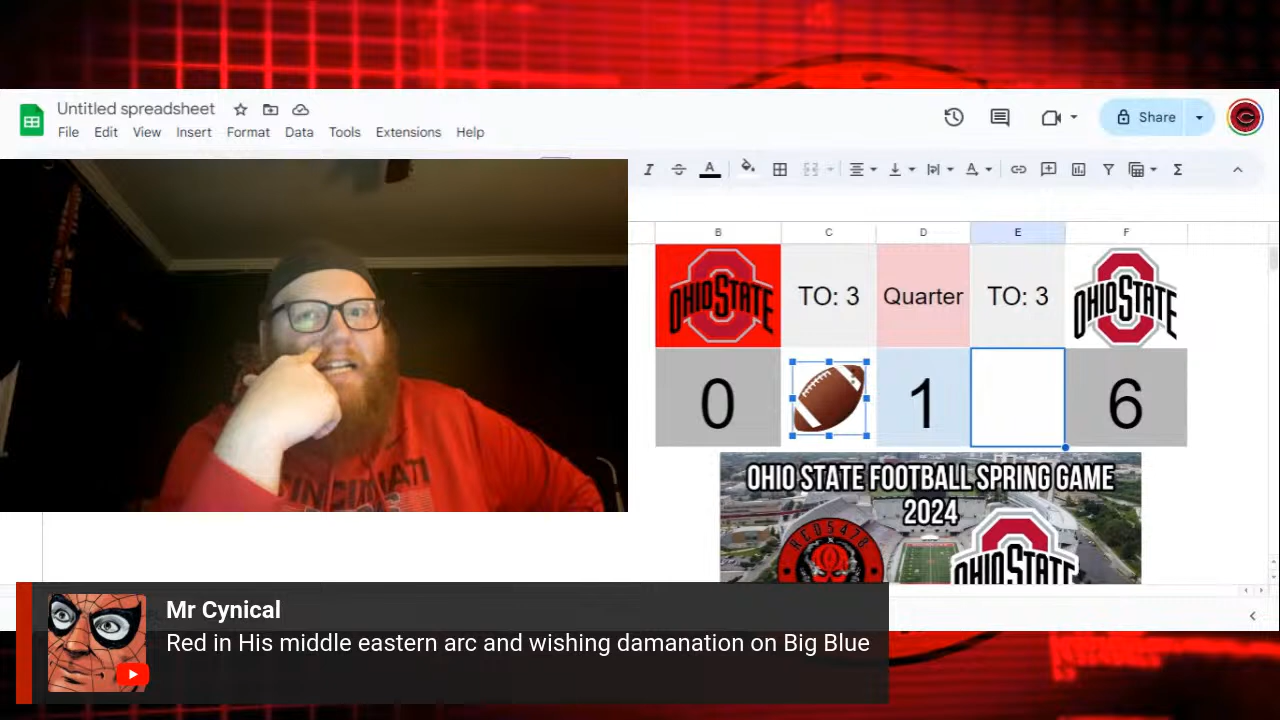 Untitled spreadsheet
File Edit View Insert Format Data Tools Extensions Help
Share
A
B C D E F
OHIO STATE
TO: 3
Quarter
TO: 3
OHIO STATE
0
1
6
OHIO STATE FOOTBALL SPRING GAME
2024
RCD5478
OHIO STATE
CINCINNATI
Mr Cynical
Red in His middle eastern arc and wishing damanation on Big Blue